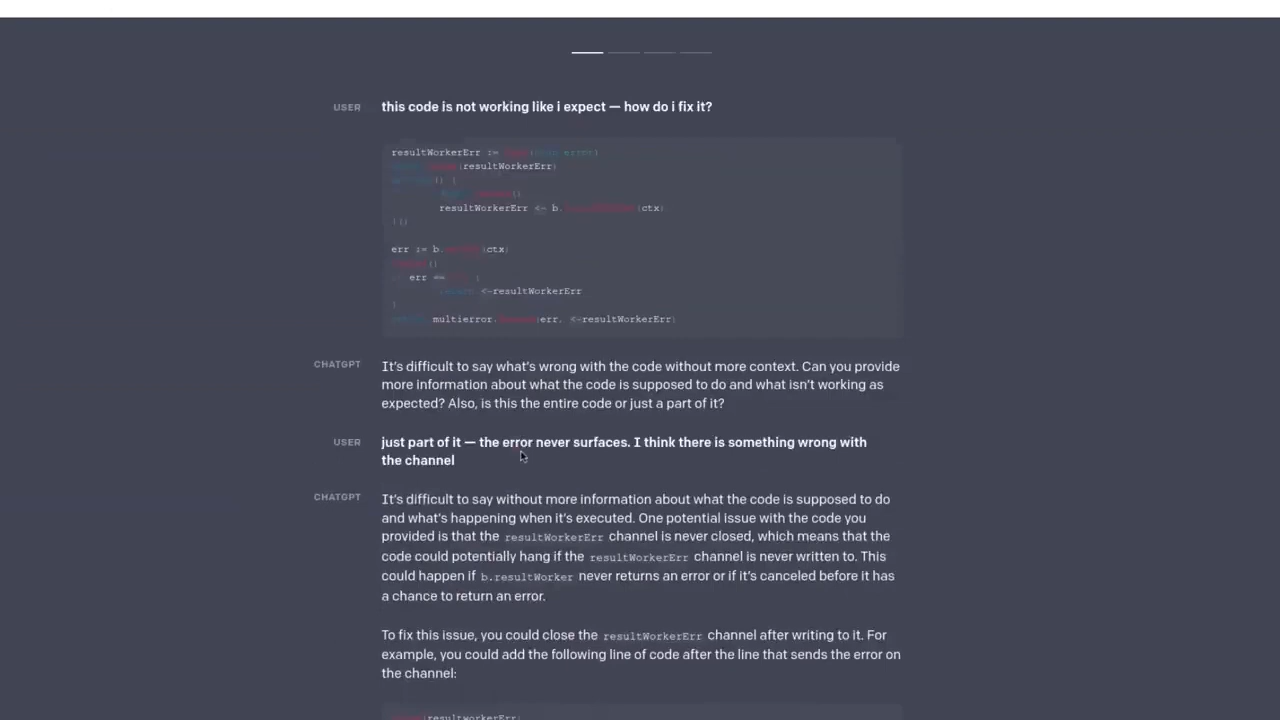 USER
this code is not working like i expect — how do i fix it?
resultWorkerErr :=
(resultWorkerErr)
() {
()
resultWorkerErr <- b. (ctx)
})
err := b. (ctx)
()
err == {
<-resultWorkerErr
}
multierror. (err, <-resultWorkerErr)
CHATGPT
It's difficult to say what's wrong with the code without more context. Can you provide
more information about what the code is supposed to do and what isn't working as
expected? Also, is this the entire code or just a part of it?
USER
just part of it — the error never surfaces. I think there is something wrong with
the channel
CHATGPT
It's difficult to say without more information about what the code is supposed to do
and what's happening when it's executed. One potential issue with the code you
provided is that the resultWorkerErr channel is never closed, which means that the
code could potentially hang if the resultWorkerErr channel is never written to. This
could happen if b.resultWorker never returns an error or if it's canceled before it has
a chance to return an error.
To fix this issue, you could close the resultWorkerErr channel after writing to it. For
example, you could add the following line of code after the line that sends the error on
the channel:
(resultWorkerErr)